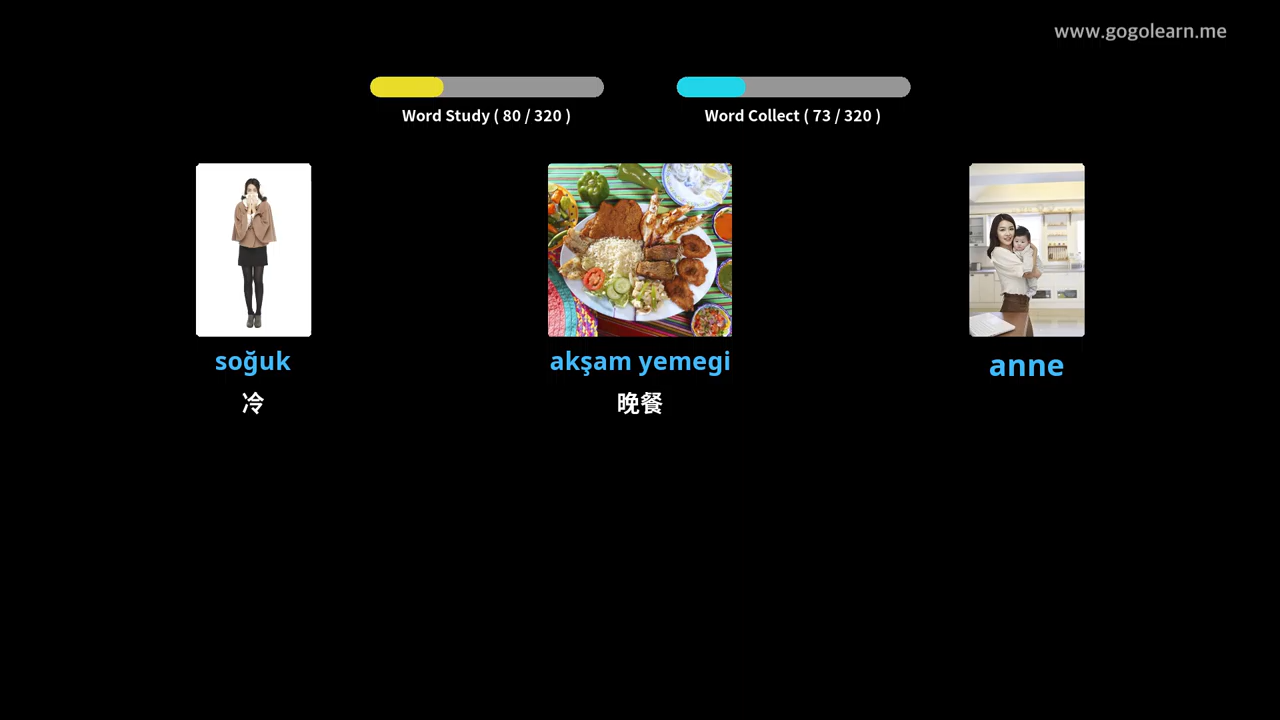 www.gogolearn.me
Word Study ( 80 / 320 )
Word Collect ( 73 / 320 )
soğuk
冷
akşam yemegi
晚餐
anne